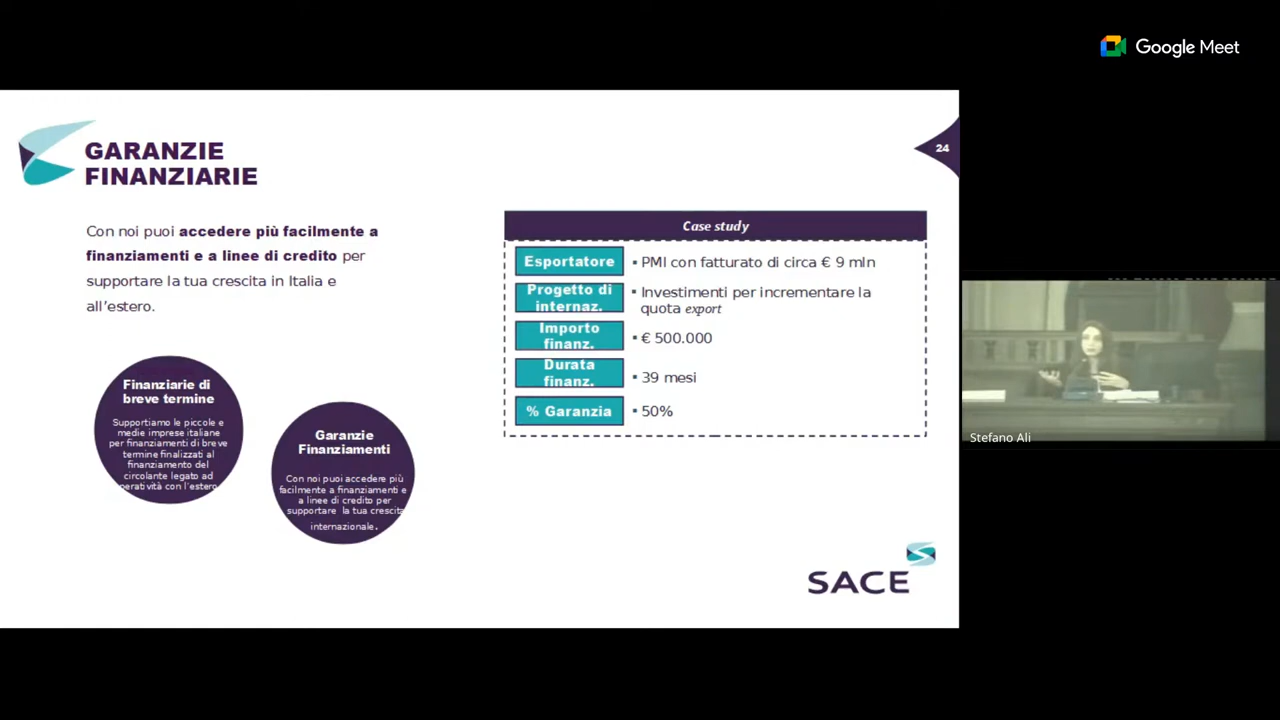 Google Meet
GARANZIE
FINANZIARIE
24
Con noi puoi accedere più facilmente a
finanziamenti e a linee di credito per
supportare la tua crescita in Italia e
all'estero.
Case study
Esportatore
▪ PMI con fatturato di circa € 9 mln
Progetto di
internaz.
▪ Investimenti per incrementare la
quota export
Importo
finanz.
▪ € 500.000
Durata
finanz.
▪ 39 mesi
% Garanzia
▪ 50%
Finanziarie di
breve termine
Supportiamo le piccole e
medie imprese italiane
per finanziamenti di breve
termine finalizzati al
finanziamento del
circolante legato ad
operatività con l'estero
Garanzie
Finanziamenti
Con noi puoi accedere più
facilmente a finanziamenti e
a linee di credito per
supportare la tua crescita
internazionale.
Stefano Ali
SACE